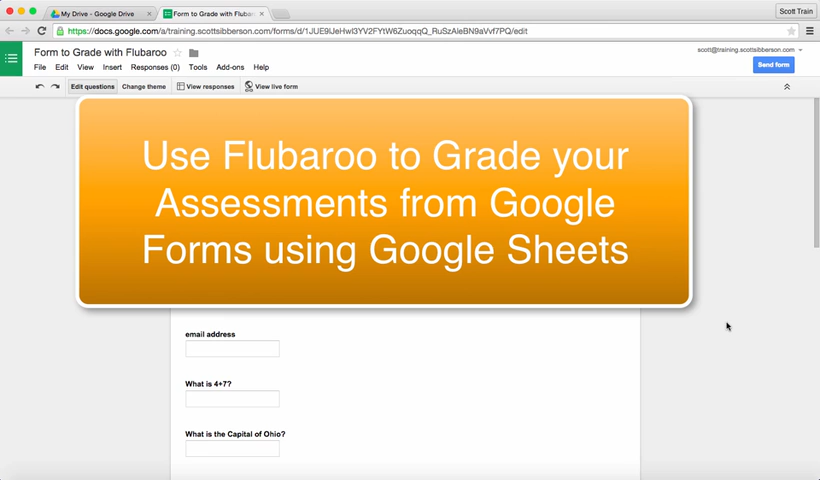 My Drive - Google Drive
Form to Grade with Flubaro
Scott Train
https://docs.google.com/a/training.scottsibberson.com/forms/d/1JUE9lJeHwl3YV2FYtW6ZuoqqQ_RuSzAleBN9aVvf7PQ/edit
Form to Grade with Flubaroo
scott@training.scottsibberson.com
File Edit View Insert Responses (0) Tools Add-ons Help
Send form
Edit questions Change theme View responses View live form
Use Flubaroo to Grade your
Assessments from Google
Forms using Google Sheets
email address
What is 4+7?
What is the Capital of Ohio?